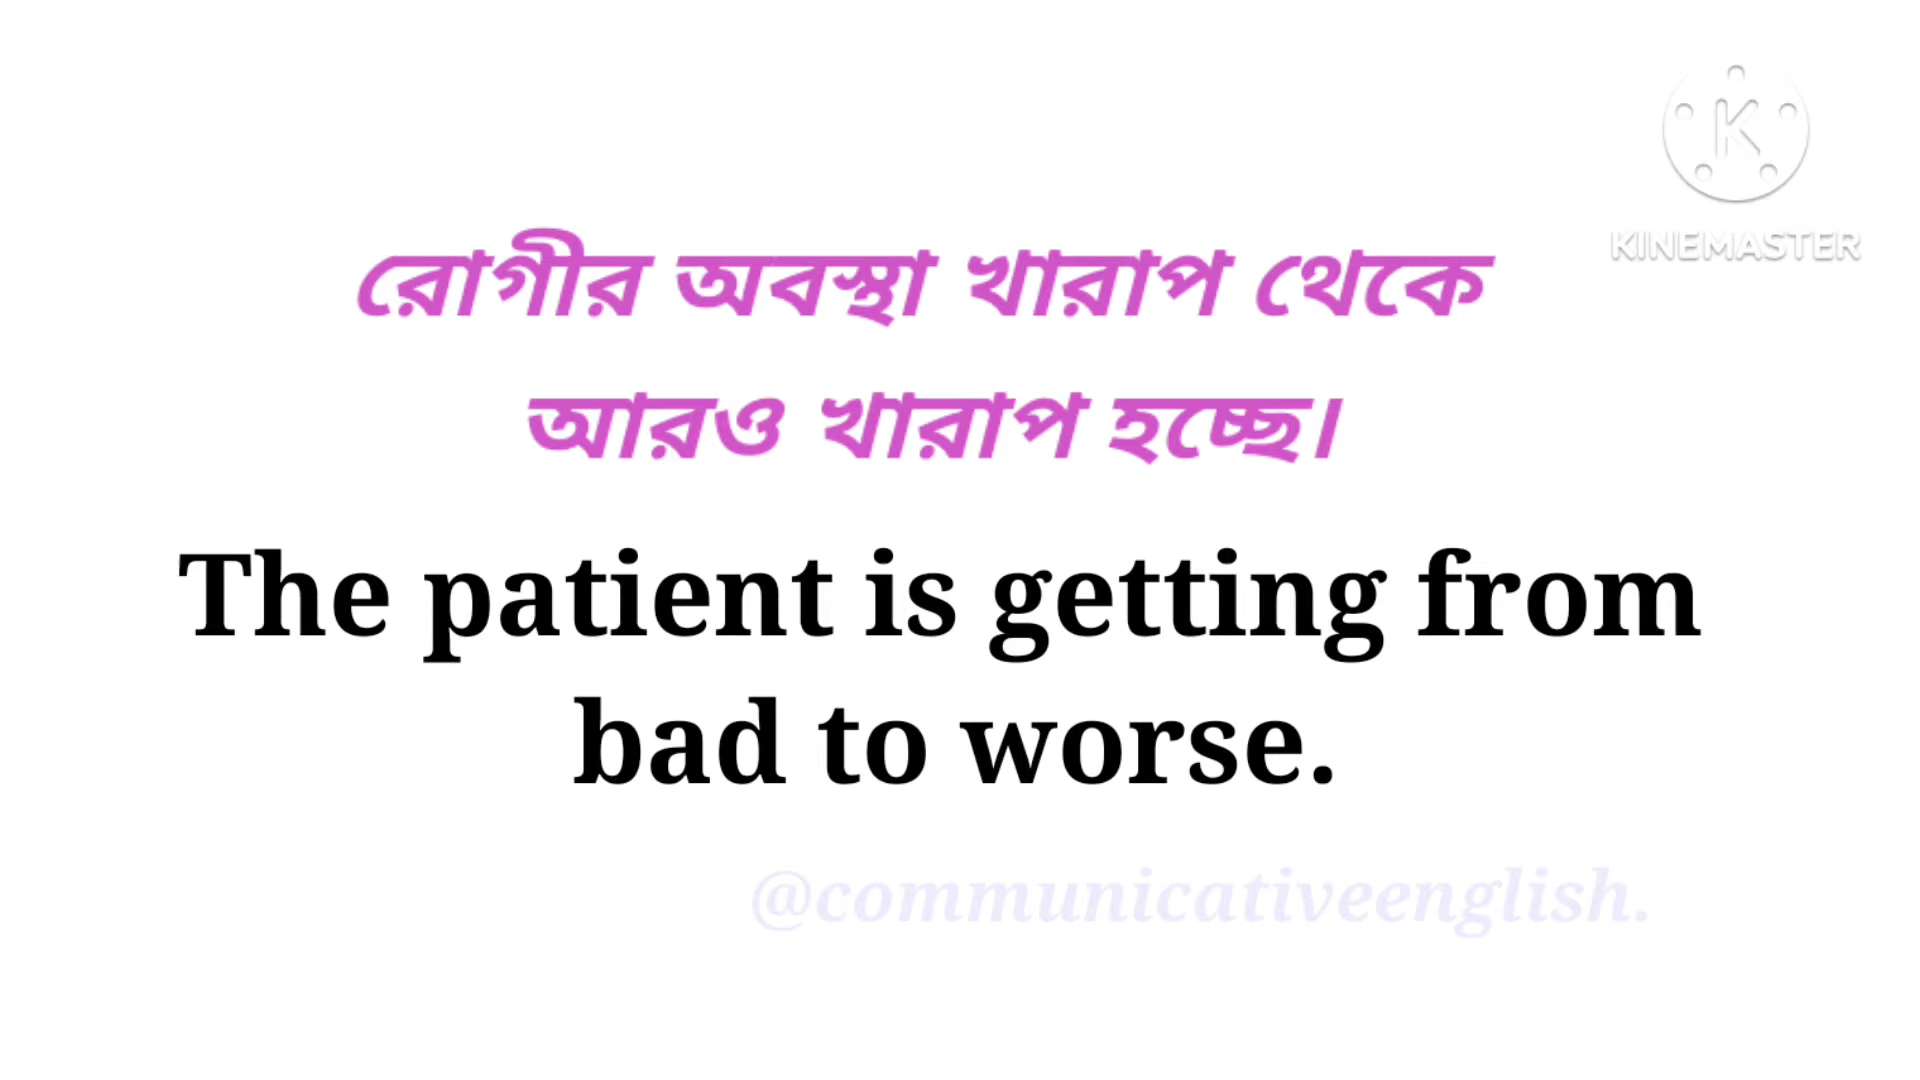 KINEMASTER
রোগীর অবস্থা খারাপ থেকে
আরও খারাপ হচ্ছে।
The patient is getting from
bad to worse.
@communicativeenglish.